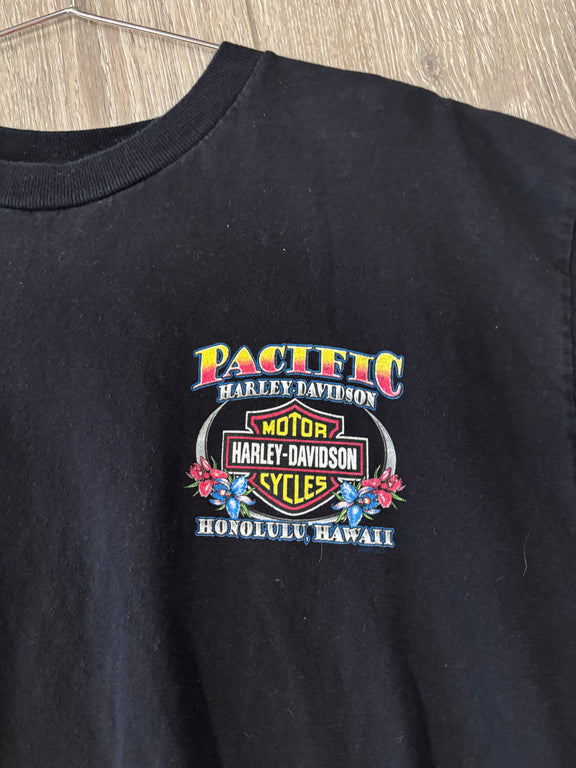 PACIFIC
HARLEY-DAVIDSON
MOTOR
HARLEY-DAVIDSON
CYCLES
HONOLULU, HAWAII